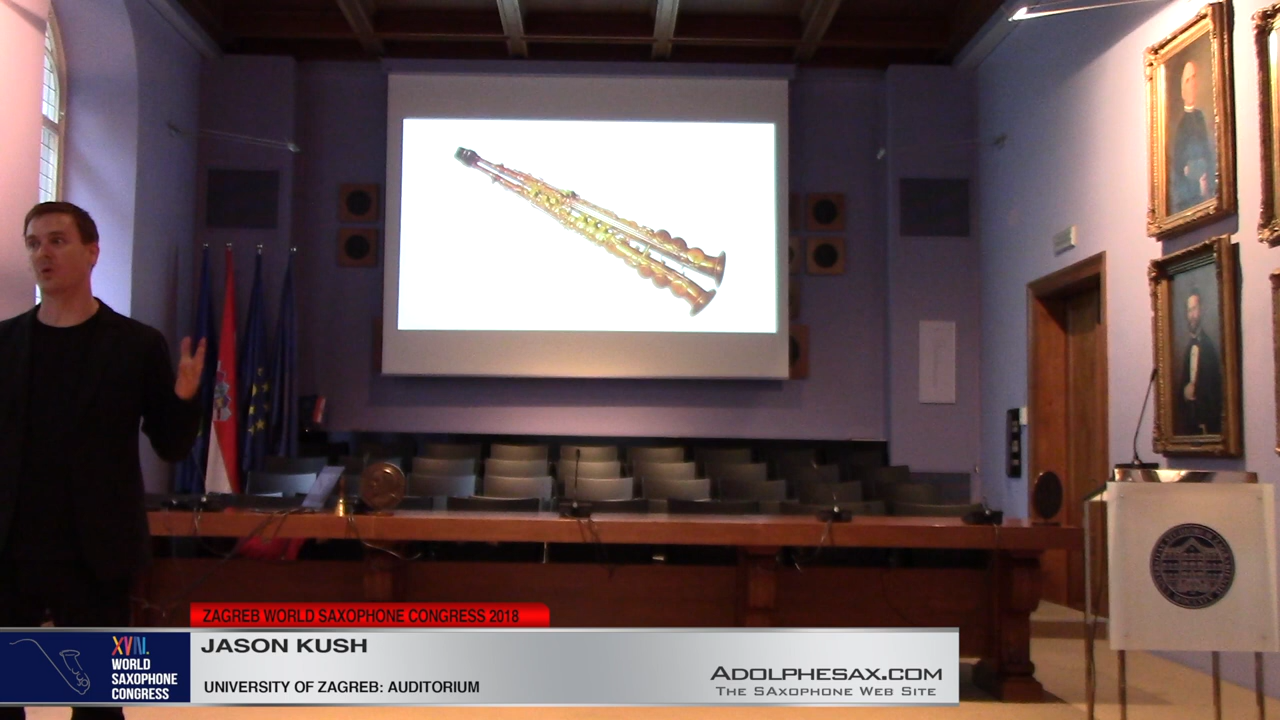 ZAGREB WORLD SAXOPHONE CONGRESS 2018
XVIII.
WORLD
SAXOPHONE
CONGRESS
JASON KUSH
UNIVERSITY OF ZAGREB: AUDITORIUM
ADOLPHESAX.COM
THE SAXOPHONE WEB SITE